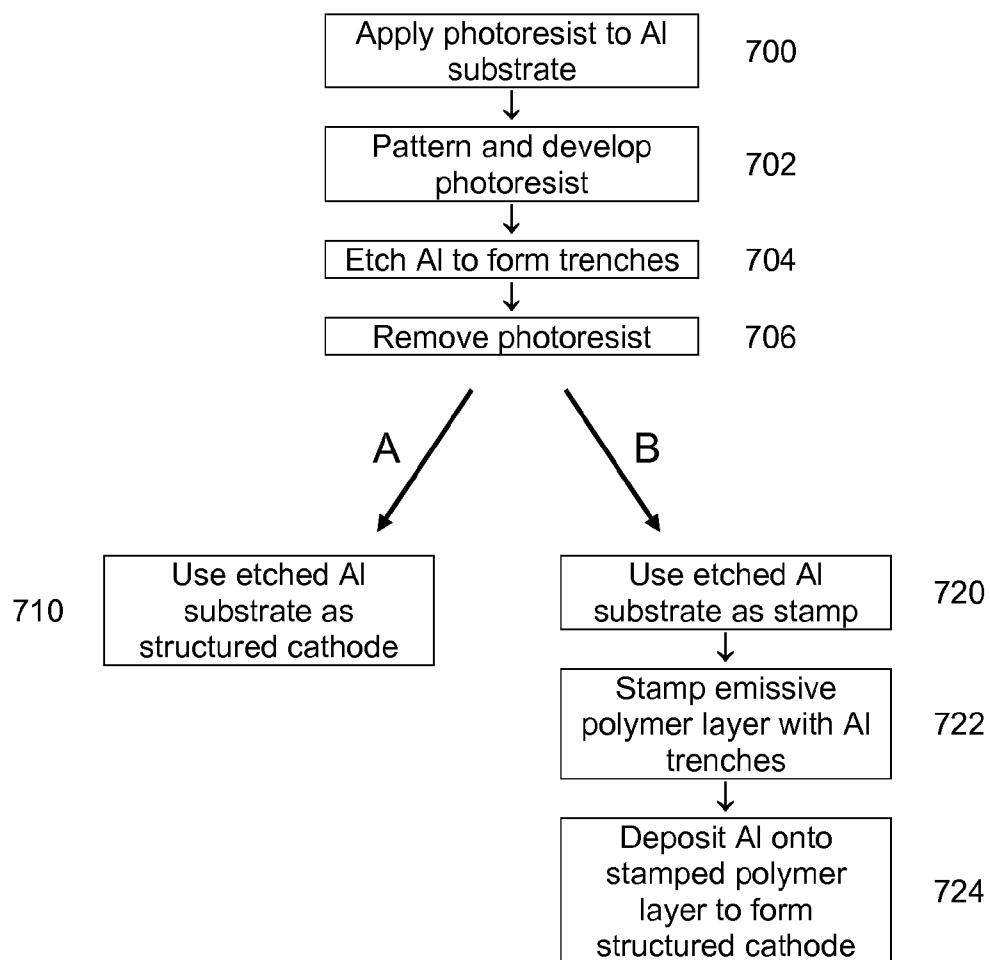 Apply photoresist to Al
substrate
700
Pattern and develop
photoresist
702
Etch Al to form trenches
704
Remove photoresist
706
A
B
710
Use etched Al
substrate as
structured cathode
Use etched Al
substrate as stamp
720
Stamp emissive
polymer layer with Al
trenches
722
Deposit Al onto
stamped polymer
layer to form
structured cathode
724